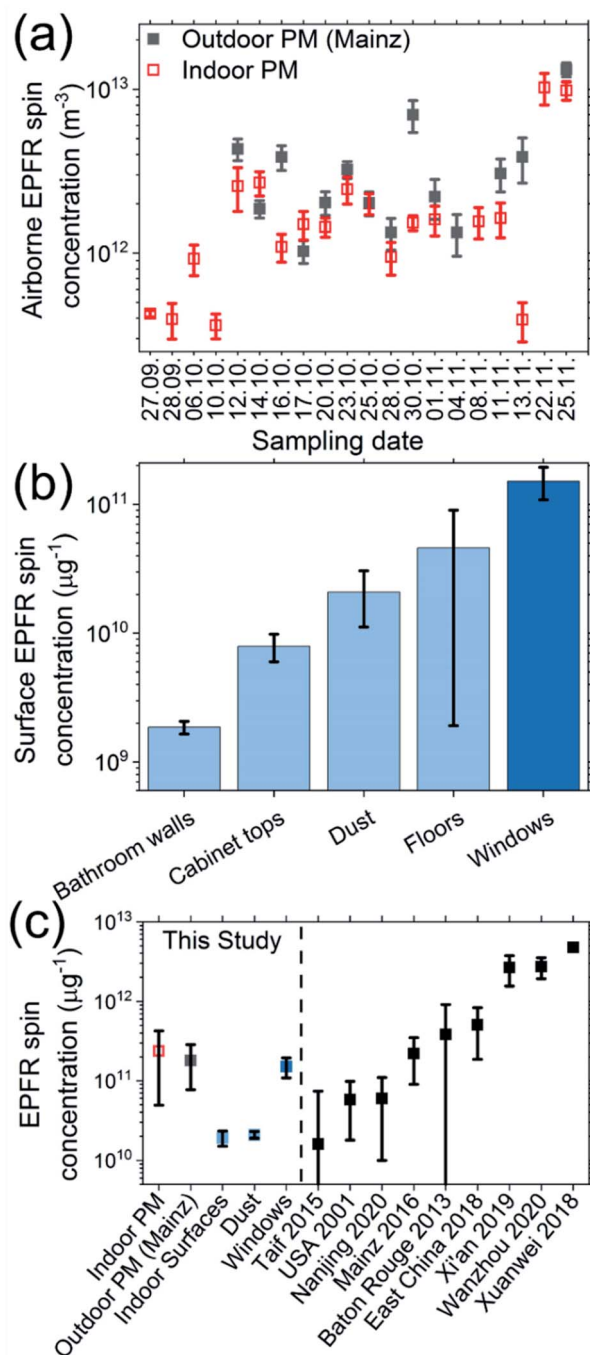 (a)
Outdoor PM (Mainz)
Indoor PM
Airborne EPFR spin
concentration (m⁻³)
10¹³
10¹²
27.09.
28.09.
06.10.
10.10.
12.10.
14.10.
16.10.
17.10.
20.10.
23.10.
25.10.
28.10.
30.10.
01.11.
04.11.
08.11.
11.11.
13.11.
22.11.
25.11.
Sampling date
(b)
Surface EPFR spin
concentration (µg⁻¹)
10¹¹
10¹⁰
10⁹
Bathroom walls
Cabinet tops
Dust
Floors
Windows
(c)
This Study
EPFR spin
concentration (µg⁻¹)
10¹³
10¹²
10¹¹
10¹⁰
Indoor PM
Outdoor PM (Mainz)
Indoor Surfaces
Dust
Windows
Taif 2015
USA 2001
Nanjing 2020
Mainz 2016
Baton Rouge 2013
East China 2018
Xi'an 2019
Wanzhou 2020
Xuanwei 2018